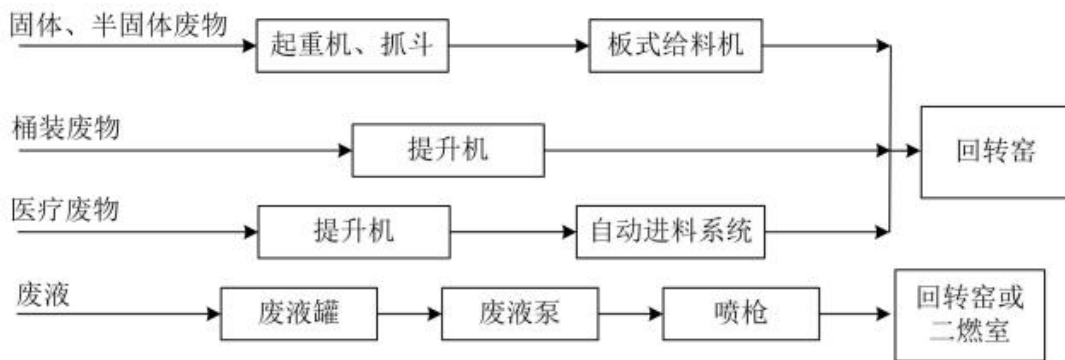 固体、半固体废物
起重机、抓斗
板式给料机
桶装废物
提升机
回转窑
医疗废物
提升机
自动进料系统
废液
废液罐
废液泵
喷枪
回转窑或
二燃室